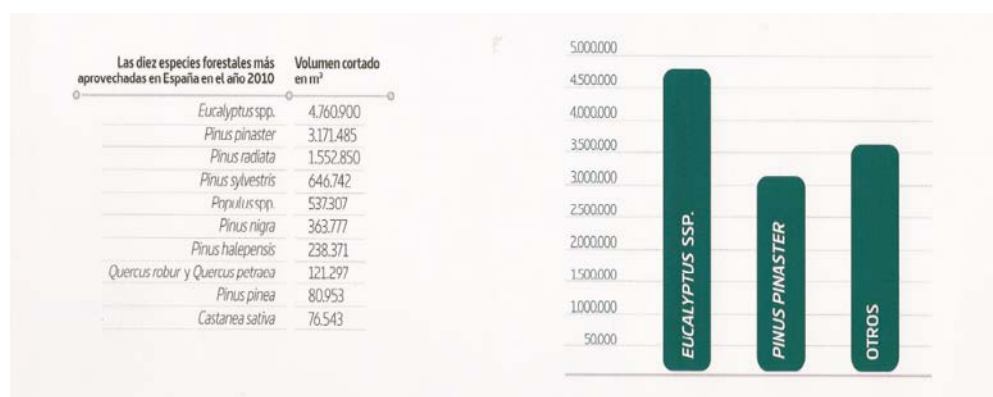 Las diez especies forestales más
aprovechadas en España en el año 2010
Volumen cortado
en m³
Eucalyptus spp. 4.760.900
Pinus pinaster 3.171.485
Pinus radiata 1.552.850
Pinus sylvestris 646.742
Populus spp. 537.307
Pinus nigra 363.777
Pinus halepensis 238.371
Quercus robur y Quercus petraea 121.297
Pinus pinea 80.953
Castanea sativa 76.543
5.000.000
4.500.000
4.000.000
3.500.000
3.000.000
2.500.000
2.000.000
1.500.000
1.000.000
50.000
EUCALYPTUS SSP.
PINUS PINASTER
OTROS